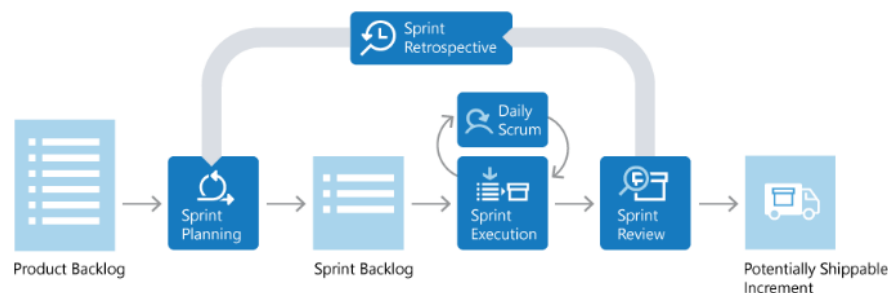 Sprint
Retrospective
Daily
Scrum
Sprint
Planning
Sprint
Execution
Sprint
Review
Product Backlog
Sprint Backlog
Potentially Shippable
Increment